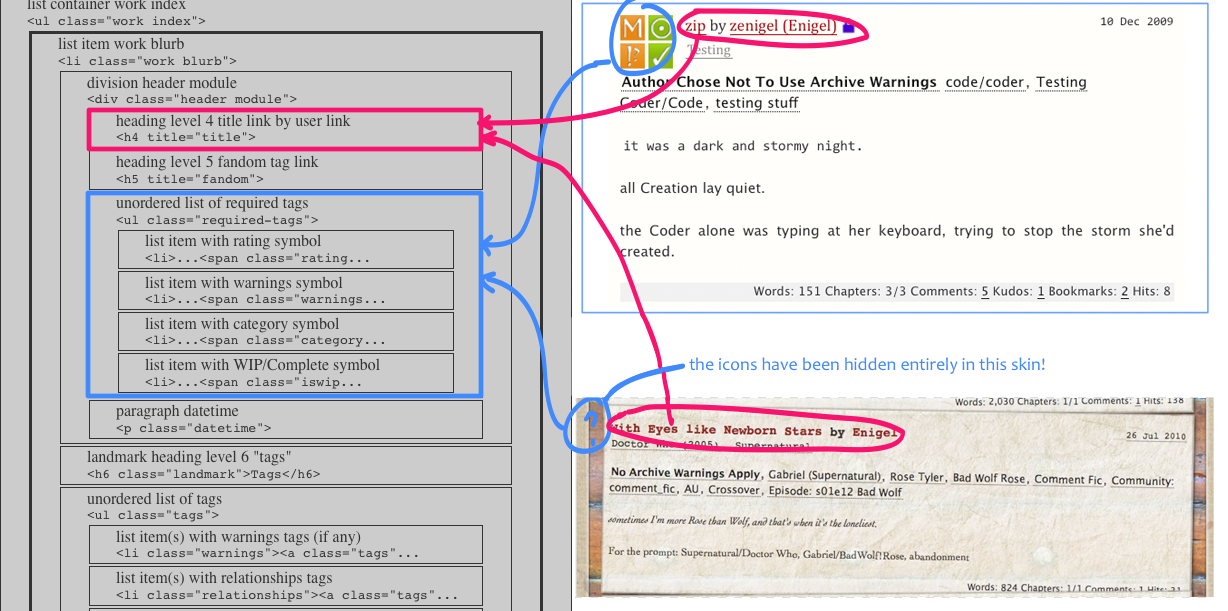 list container work index
<ul class="work index">
list item work blurb
<li class="work blurb">
division header module
<div class="header module">
heading level 4 title link by user link
<h4 title="title">
heading level 5 fandom tag link
<h5 title="fandom">
unordered list of required tags
<ul class="required-tags">
list item with rating symbol
<li>...<span class="rating...
list item with warnings symbol
<li>...<span class="warnings...
list item with category symbol
<li>...<span class="category...
list item with WIP/Complete symbol
<li>...<span class="iswip...
paragraph datetime
<p class="datetime">
landmark heading level 6 "tags"
<h6 class="landmark">Tags</h6>
unordered list of tags
<ul class="tags">
list item(s) with warnings tags (if any)
<li class="warnings"><a class="tags"...
list item(s) with relationships tags
<li class="relationships"><a class="tags"...
M
zip by zenigel (Enigel)
10 Dec 2009
Testing
Author Chose Not To Use Archive Warnings code/coder, Testing
Coder/Code, testing stuff
it was a dark and stormy night.
all Creation lay quiet.
the Coder alone was typing at her keyboard, trying to stop the storm she'd
created.
Words: 151 Chapters: 3/3 Comments: 5 Kudos: 1 Bookmarks: 2 Hits: 8
the icons have been hidden entirely in this skin!
?
Words: 2,030 Chapters: 1/1 Comments: 1 Hits: 138
With Eyes like Newborn Stars by Enigel
26 Jul 2010
Doctor Who (2005), Supernatural
No Archive Warnings Apply, Gabriel (Supernatural), Rose Tyler, Bad Wolf Rose, Comment Fic, Community:
comment_fic, AU, Crossover, Episode: s01e12 Bad Wolf
sometimes I'm more Rose than Wolf, and that's when it's the loneliest.
For the prompt: Supernatural/Doctor Who, Gabriel/BadWolf!Rose, abandonment
Words: 824 Chapters: 1/1 Comments: 1 Hits: